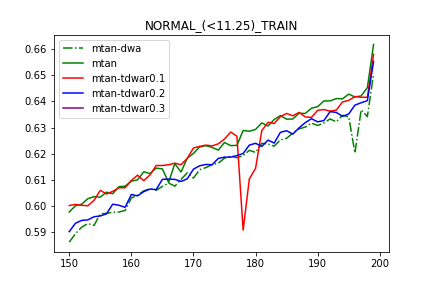 NORMAL_(<11.25)_TRAIN
mtan-dwa
mtan
mtan-tdwar0.1
mtan-tdwar0.2
mtan-tdwar0.3
0.66
0.65
0.64
0.63
0.62
0.61
0.60
0.59
150 160 170 180 190 200